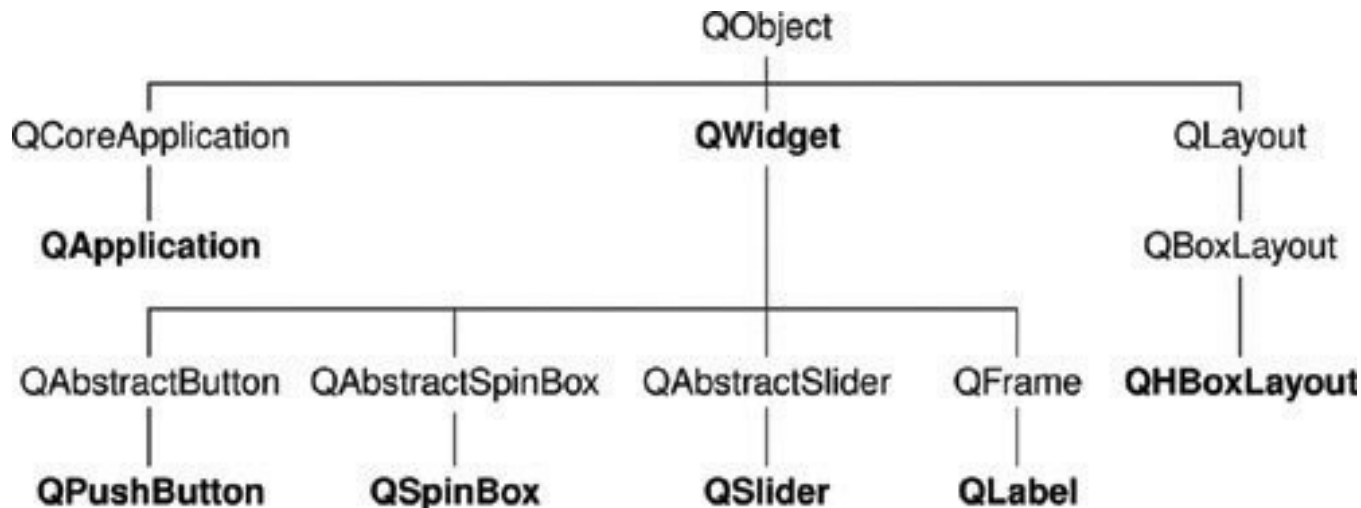 QObject
QCoreApplication QWidget QLayout
QApplication QBoxLayout
QAbstractButton QAbstractSpinBox QAbstractSlider QFrame QHBoxLayout
QPushButton QSpinBox QSlider QLabel